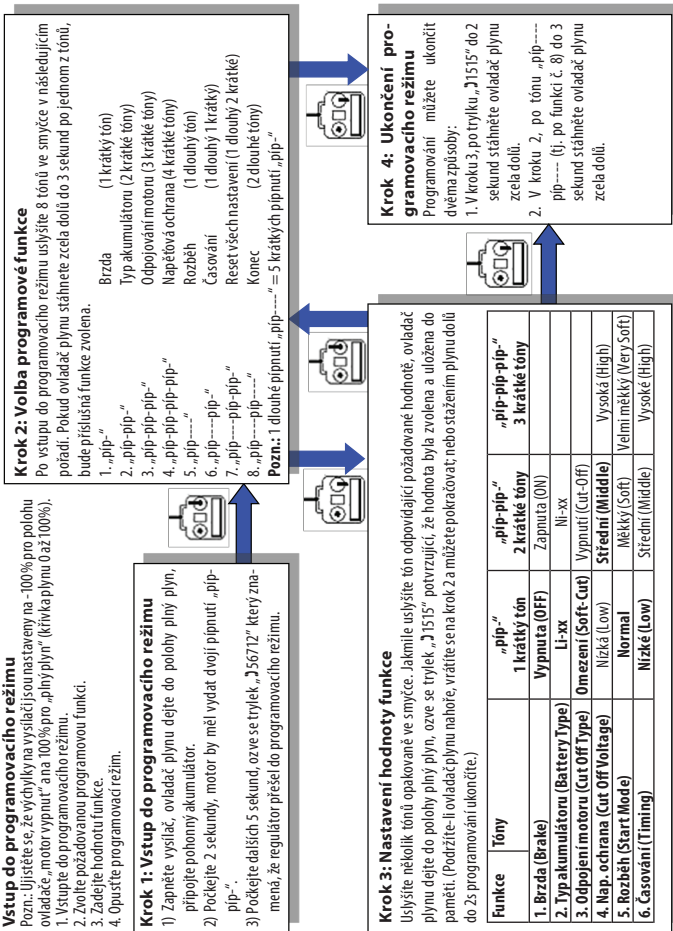 Vstup do programovacího režimu
Pozn.: Ujistěte se, že výchylky na vysílači jsou nastaveny na -100% pro polohu
ovladače „motor vypnut" a na 100% pro „plný plyn" (křivka plynu 0 až 100%).
1. Vstupte do programovacího režimu.
2. Zvolte požadovanou programovou funkci.
3. Zadejte hodnotu funkce.
4. Opusťte programovací režim.
Krok 1: Vstup do programovacího režimu
1) Zapněte vysílač, ovladač plynu dejte do polohy plný plyn,
připojte pohonný akumulátor.
2) Počkejte 2 sekundy, motor by měl vydat dvojí pípnutí „píp-
píp-".
3) Počkejte dalších 5 sekund, ozve se trylek „♪56712" který zna-
mená, že regulátor přešel do programovacího režimu.
Krok 2: Volba programové funkce
Po vstupu do programovacího režimu uslyšíte 8 tónů ve smyčce v následujícím
pořadí. Pokud ovladač plynu stáhnete zcela dolů do 3 sekund po jednom z tónů,
bude příslušná funkce zvolena.
1. „píp-" Brzda (1 krátký tón)
2. „píp-píp-" Typ akumulátoru (2 krátké tóny)
3. „píp-píp-píp-" Odpojování motoru (3 krátké tóny)
4. „píp-píp-píp-píp-" Napěťová ochrana (4 krátké tóny)
5. „píp----" Rozběh (1 dlouhý tón)
6. „píp----píp-" Časování (1 dlouhý 1 krátký)
7. „píp----píp-píp-" Reset všech nastavení (1 dlouhý 2 krátké)
8. „píp----píp----" Konec (2 dlouhé tóny)
Pozn.: 1 dlouhé pípnutí „píp----" = 5 krátkých pípnutí „píp-"
Krok 3: Nastavení hodnoty funkce
Uslyšíte několik tónů opakovaně ve smyčce. Jakmile uslyšíte tón odpovídající požadované hodnotě, ovladač
plynu dejte do polohy plný plyn, ozve se trylek „♪1515" potvrzující, že hodnota byla zvolena a uložena do
paměti. (Podržíte-li ovladač plynu nahoře, vrátíte se na krok 2 a můžete pokračovat; nebo stažením plynu dolů
do 2s programování ukončíte.)
Funkce Tóny „píp-" 1 krátký tón „píp-píp-" 2 krátké tóny „píp-píp-píp-" 3 krátké tóny
1. Brzda (Brake) Vypnuta (OFF) Zapnuta (ON)
2. Typ akumulátoru (Battery Type) Li-xx Ni-xx
3. Odpojení motoru (Cut Off Type) Omezení (Soft-Cut) Vypnutí (Cut-Off)
4. Nap. ochrana (Cut Off Voltage) Nízká (Low) Střední (Middle) Vysoká (High)
5. Rozběh (Start Mode) Normal Měkký (Soft) Velmi měkký (Very Soft)
6. Časování (Timing) Nízké (Low) Střední (Middle) Vysoké (High)
Krok 4: Ukončení pro-
gramovacího režimu
Programování můžete ukončit
dvěma způsoby:
1. V kroku 3, po trylku „♪1515" do 2
sekund stáhněte ovladač plynu
zcela dolů.
2. V kroku 2, po tónu „píp----
píp---- (tj. po funkci č. 8) do 3
sekund stáhněte ovladač plynu
zcela dolů.